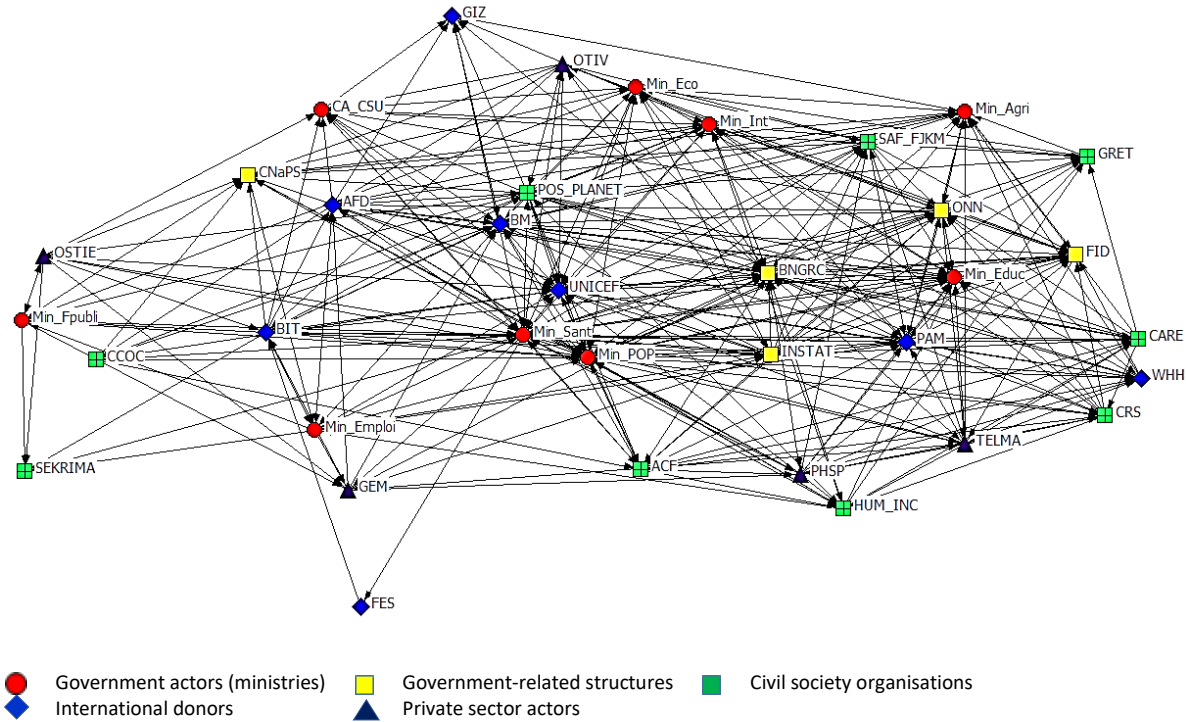 GIZ
OTIV
Min_Eco
CA_CSU
Min_Agri
Min_Int
SAF_FJKM
GRET
CNaPS
POS_PLANET
AFD
ONN
BM
OSTIE
FID
BNGRC
Min_Educ
UNICEF
Min_Fpubli
BIT
Min_Sant
CARE
PAM
CCOC
Min_POP
INSTAT
WHH
CRS
Min_Emploi
TELMA
SEKRIMA
ACF
PHSP
GEM
HUM_INC
FES
Government actors (ministries) Government-related structures Civil society organisations
International donors Private sector actors